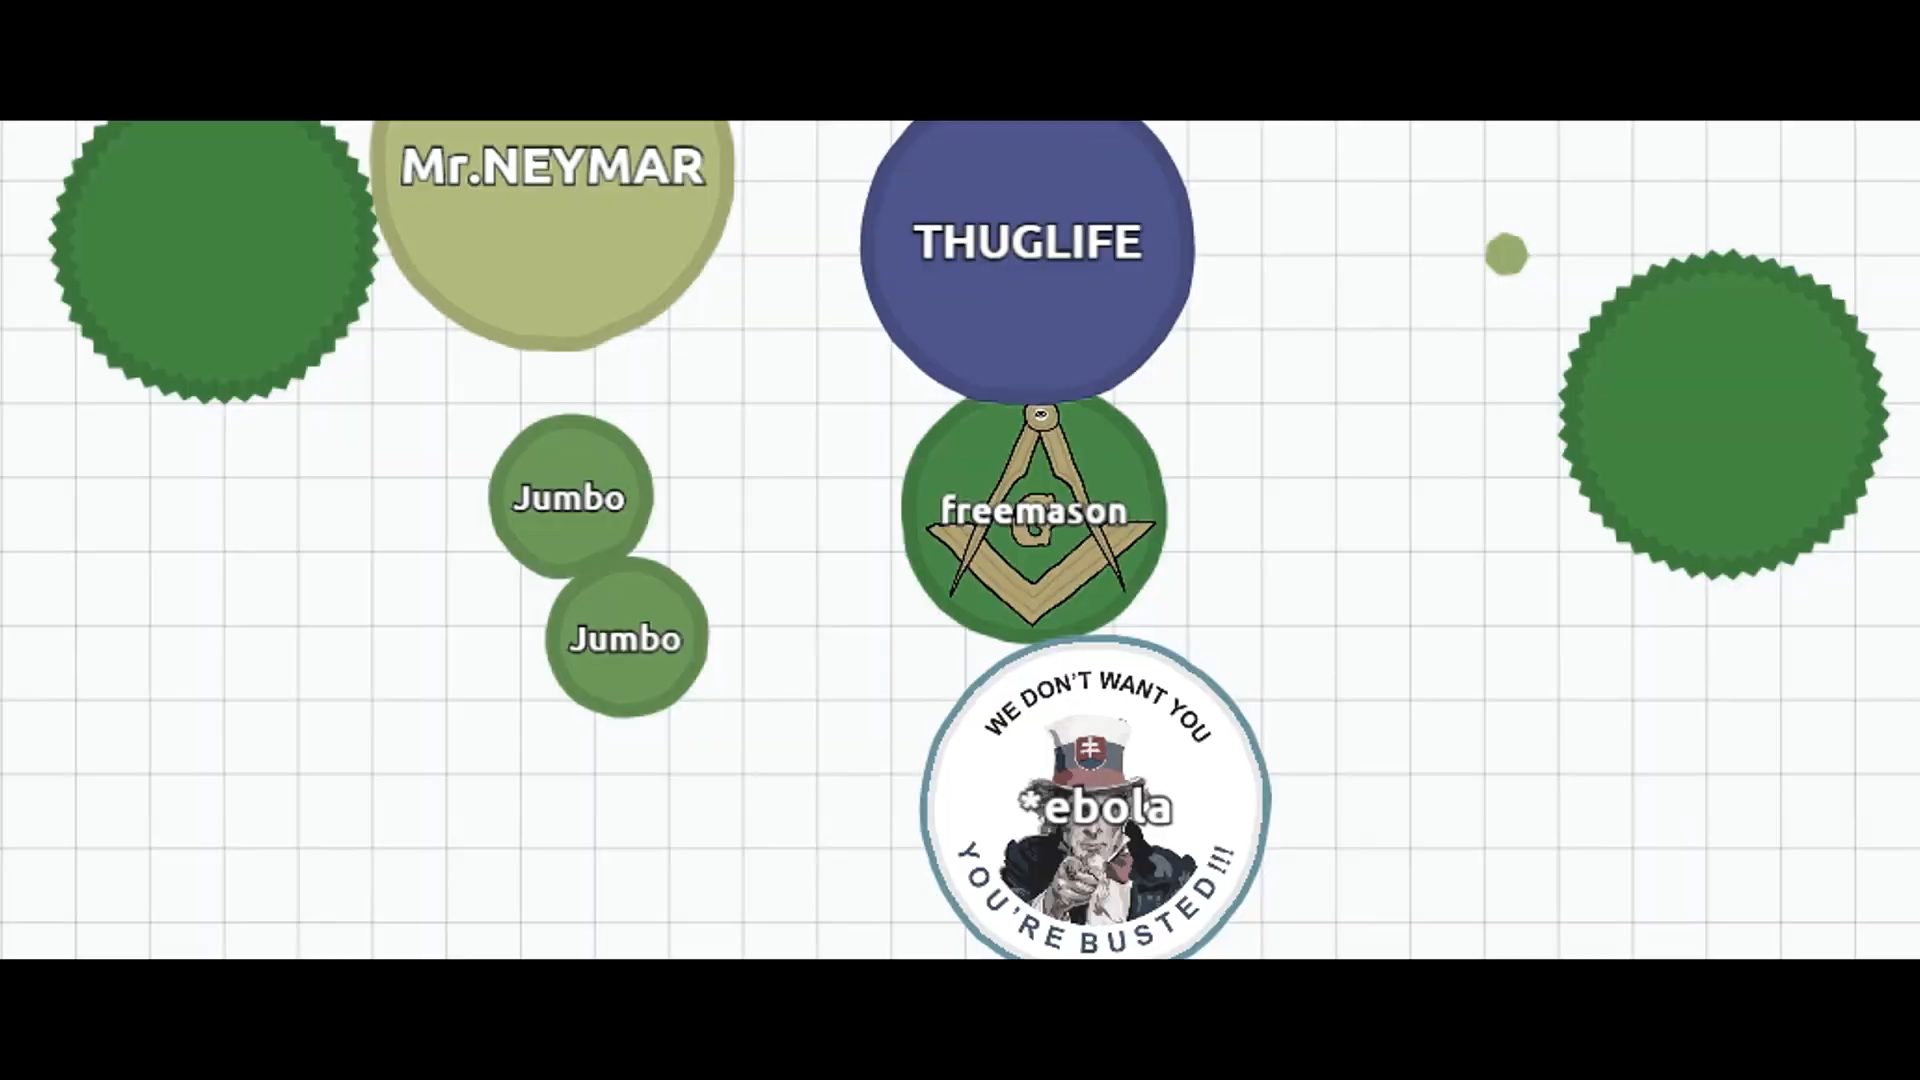 Mr.NEYMAR
THUGLIFE
Jumbo
freemason
G
Jumbo
WE DON'T WANT YOU
*ebola
YOU'RE BUSTED!!!